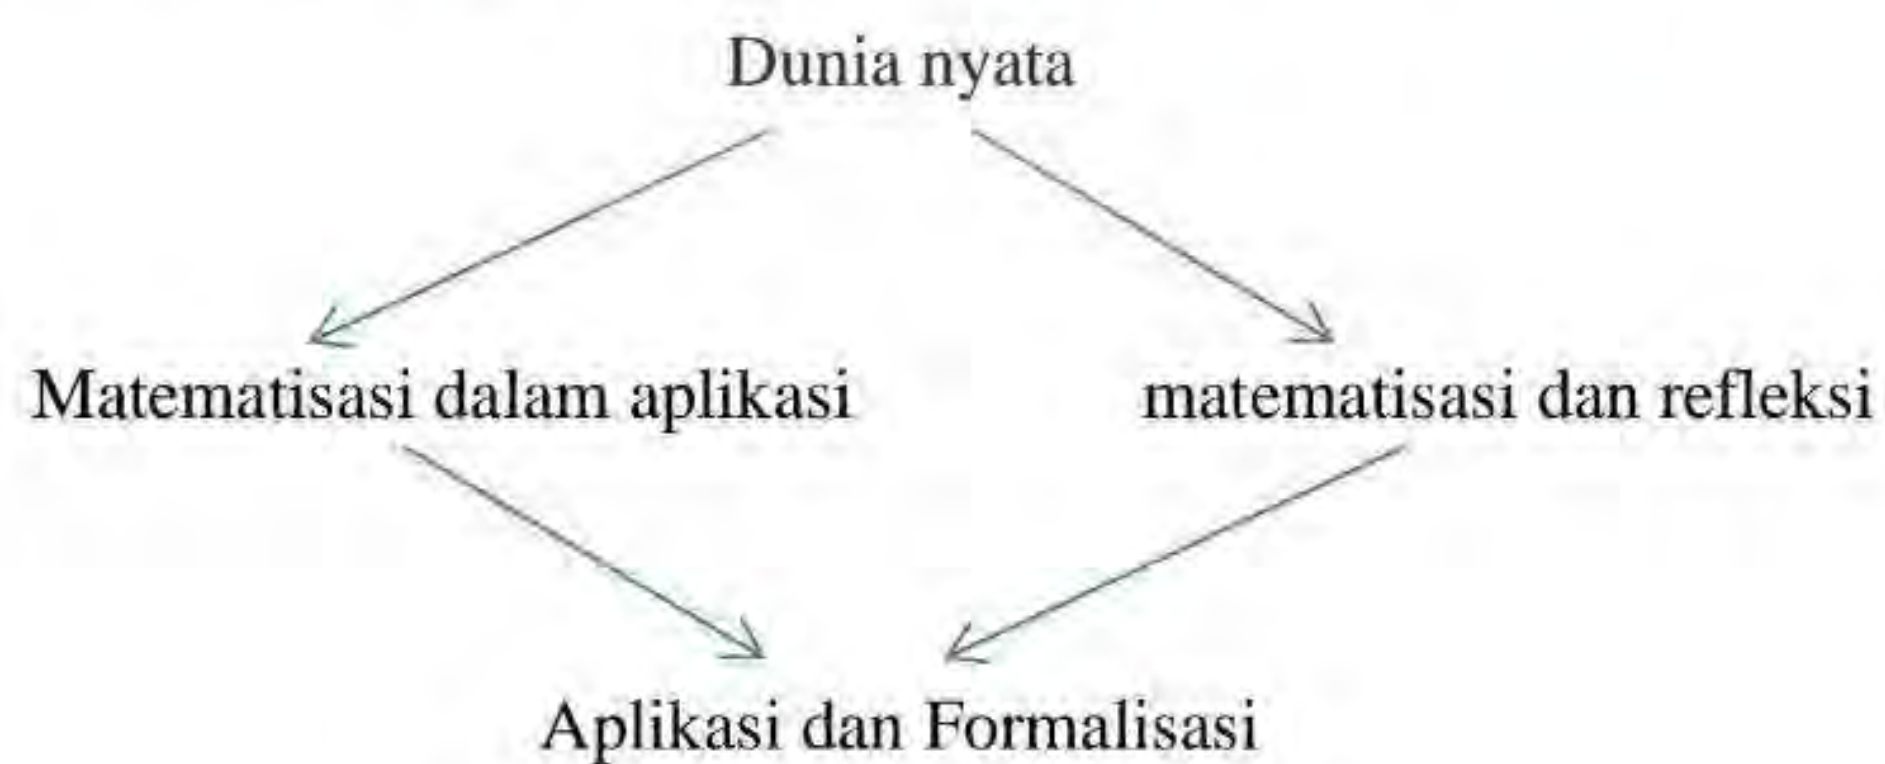 Dunia nyata
Matematisasi dalam aplikasi
matematisasi dan refleksi
Aplikasi dan Formalisasi